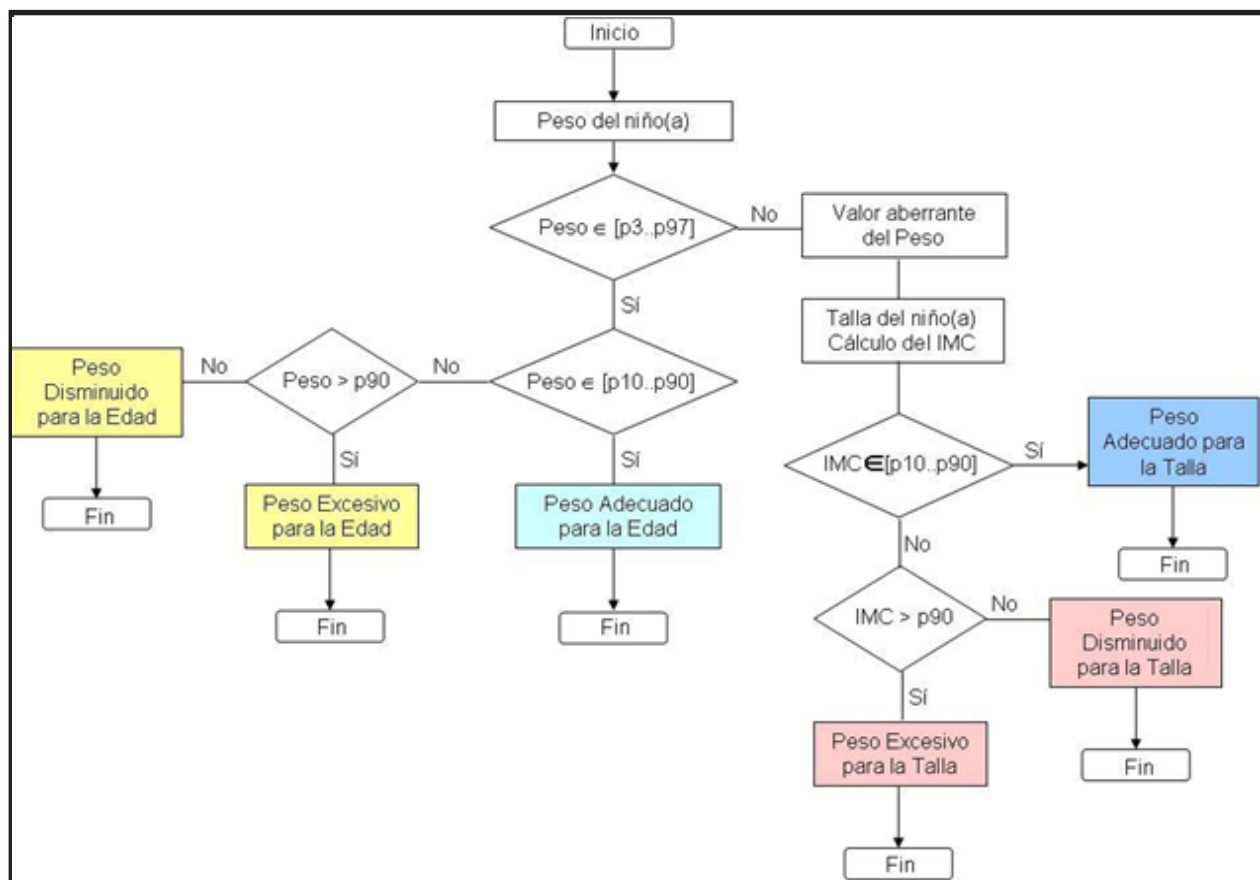 Inicio
Peso del niño(a)
Peso ∈ [p3..p97]
No
Valor aberrante
del Peso
Sí
Talla del niño(a)
Cálculo del IMC
Peso
Disminuido
para la Edad
No
Peso > p90
No
Peso ∈ [p10..p90]
Sí
Sí
Fin
Peso Excesivo
para la Edad
Peso Adecuado
para la Edad
Fin
Fin
IMC∈[p10..p90]
Sí
Peso
Adecuado para
la Talla
No
Fin
IMC > p90
No
Peso
Disminuido
para la Talla
Sí
Peso Excesivo
para la Talla
Fin
Fin